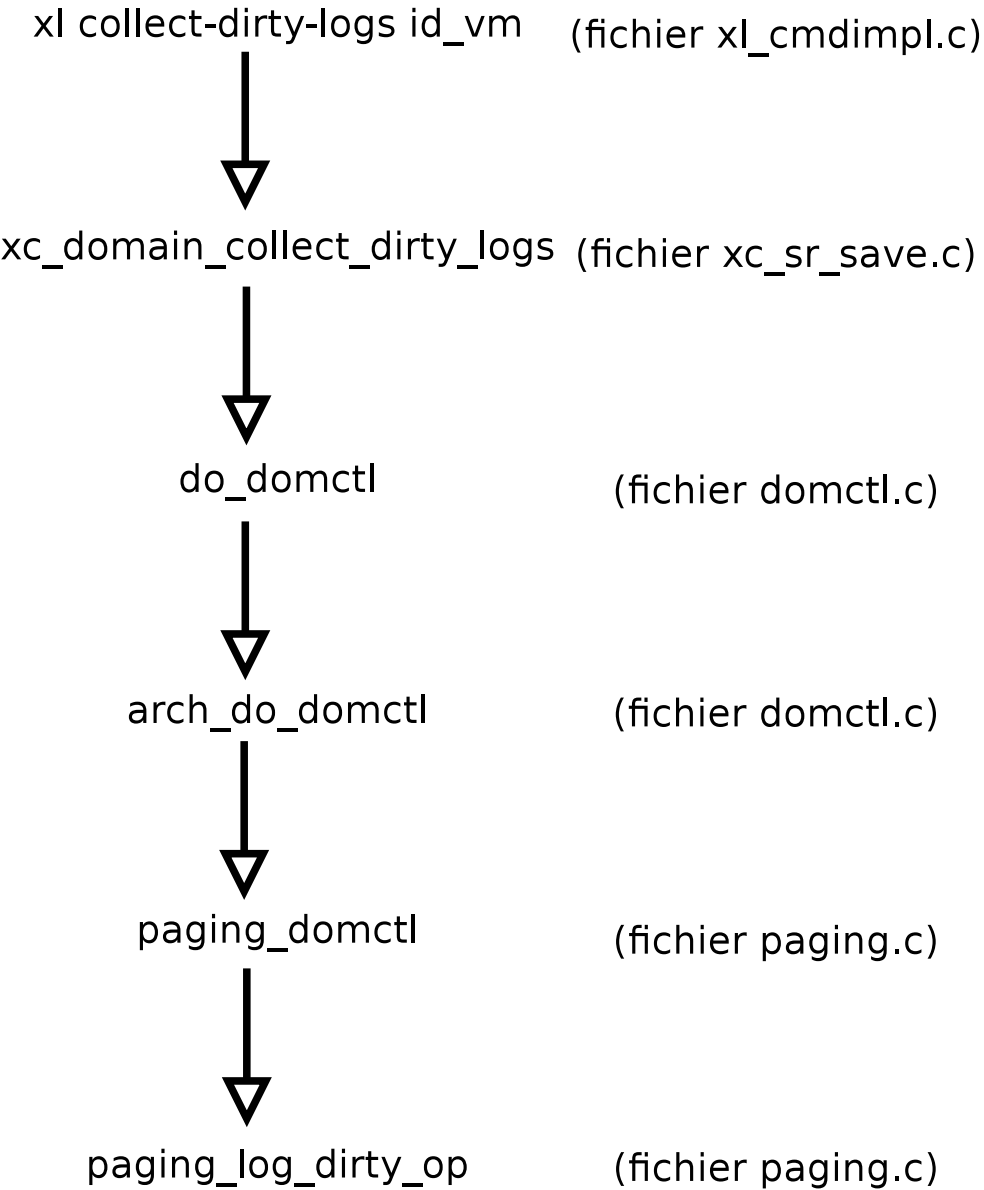 xl collect-dirty-logs id_vm (fichier xl_cmdimpl.c)
xc_domain_collect_dirty_logs (fichier xc_sr_save.c)
do_domctl (fichier domctl.c)
arch_do_domctl (fichier domctl.c)
paging_domctl (fichier paging.c)
paging_log_dirty_op (fichier paging.c)